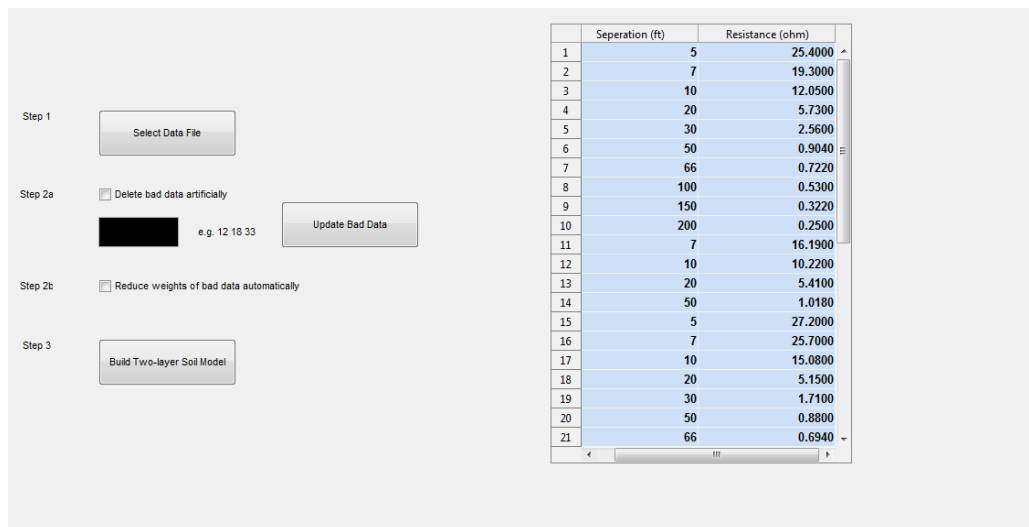 Step 1
Select Data File
Step 2a
Delete bad data artificially
e.g. 12 18 33
Update Bad Data
Step 2b
Reduce weights of bad data automatically
Step 3
Build Two-layer Soil Model
Seperation (ft) Resistance (ohm)
1 5 25.4000
2 7 19.3000
3 10 12.0500
4 20 5.7300
5 30 2.5600
6 50 0.9040
7 66 0.7220
8 100 0.5300
9 150 0.3220
10 200 0.2500
11 7 16.1900
12 10 10.2200
13 20 5.4100
14 50 1.0180
15 5 27.2000
16 7 25.7000
17 10 15.0800
18 20 5.1500
19 30 1.7100
20 50 0.8800
21 66 0.6940